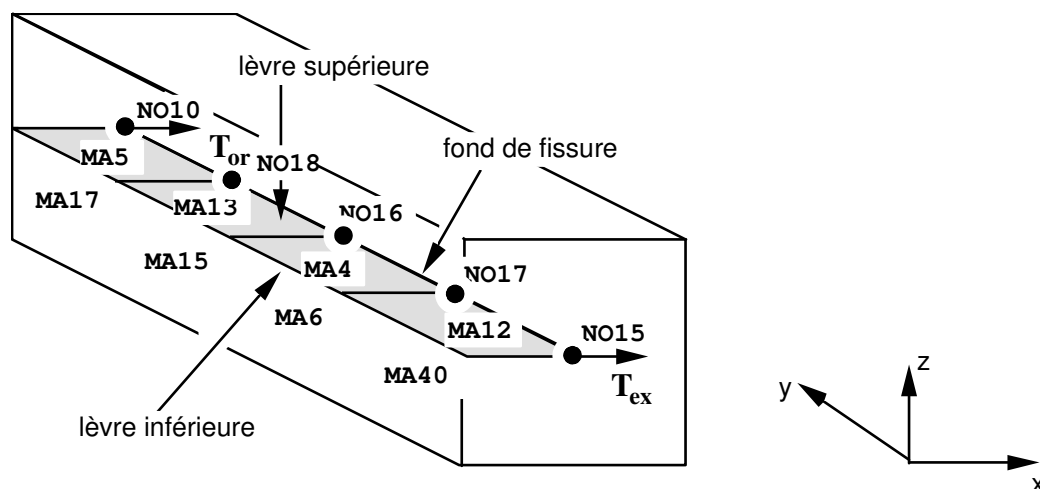 lèvre supérieure
NO10
fond de fissure
T_or
NO18
MA5
MA17
MA13
NO16
MA15
MA4
NO17
MA6
MA12
NO15
MA40
T_ex
lèvre inférieure
z
y
x